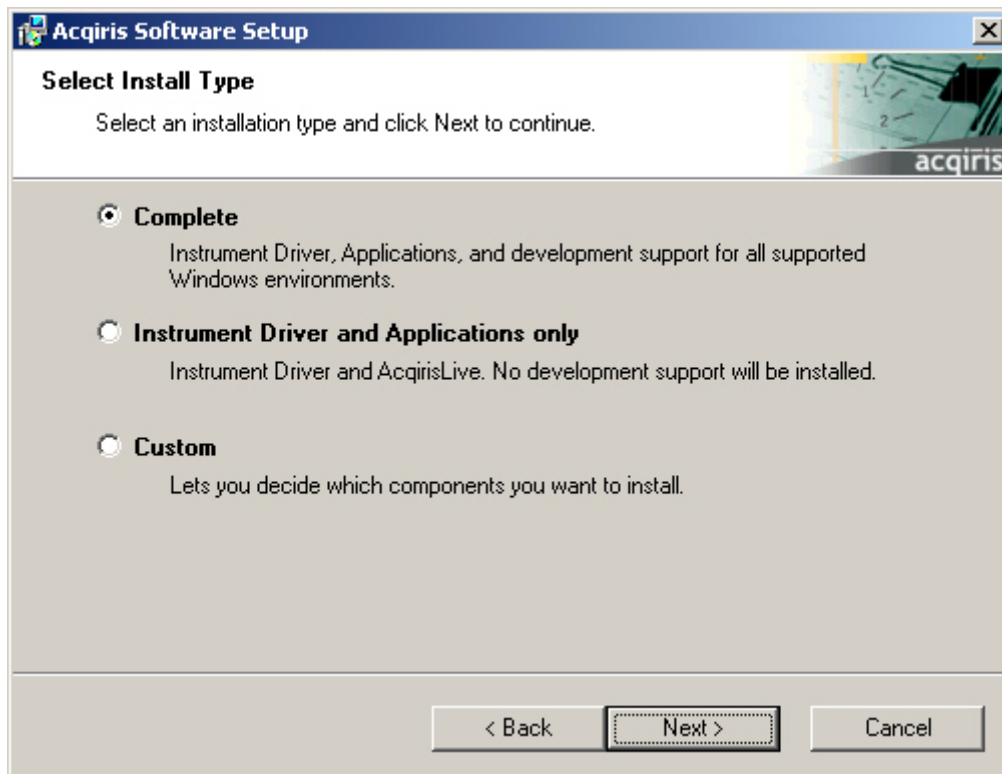 Acqiris Software Setup
Select Install Type
Select an installation type and click Next to continue.
1
2
acqiris
Complete
Instrument Driver, Applications, and development support for all supported
Windows environments.
Instrument Driver and Applications only
Instrument Driver and AcqirisLive. No development support will be installed.
Custom
Lets you decide which components you want to install.
< Back
Next >
Cancel